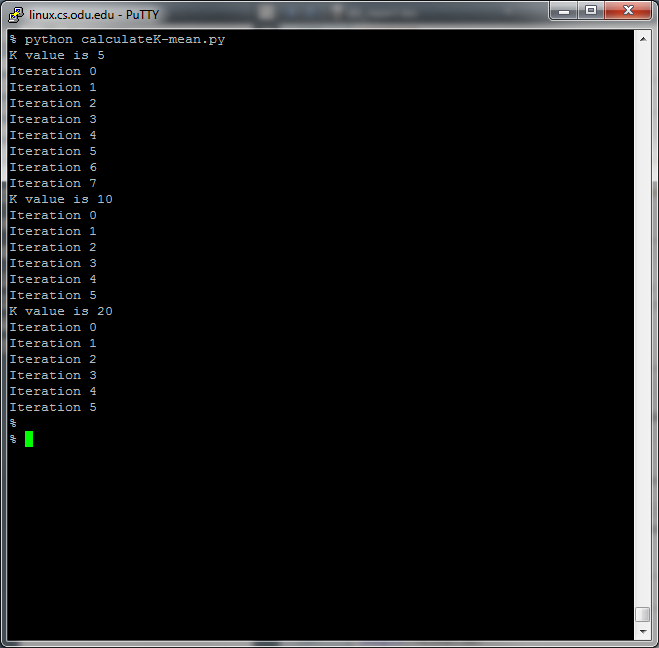 linux.cs.odu.edu - PuTTY
% python calculateK-mean.py
K value is 5
Iteration 0
Iteration 1
Iteration 2
Iteration 3
Iteration 4
Iteration 5
Iteration 6
Iteration 7
K value is 10
Iteration 0
Iteration 1
Iteration 2
Iteration 3
Iteration 4
Iteration 5
K value is 20
Iteration 0
Iteration 1
Iteration 2
Iteration 3
Iteration 4
Iteration 5
%
%